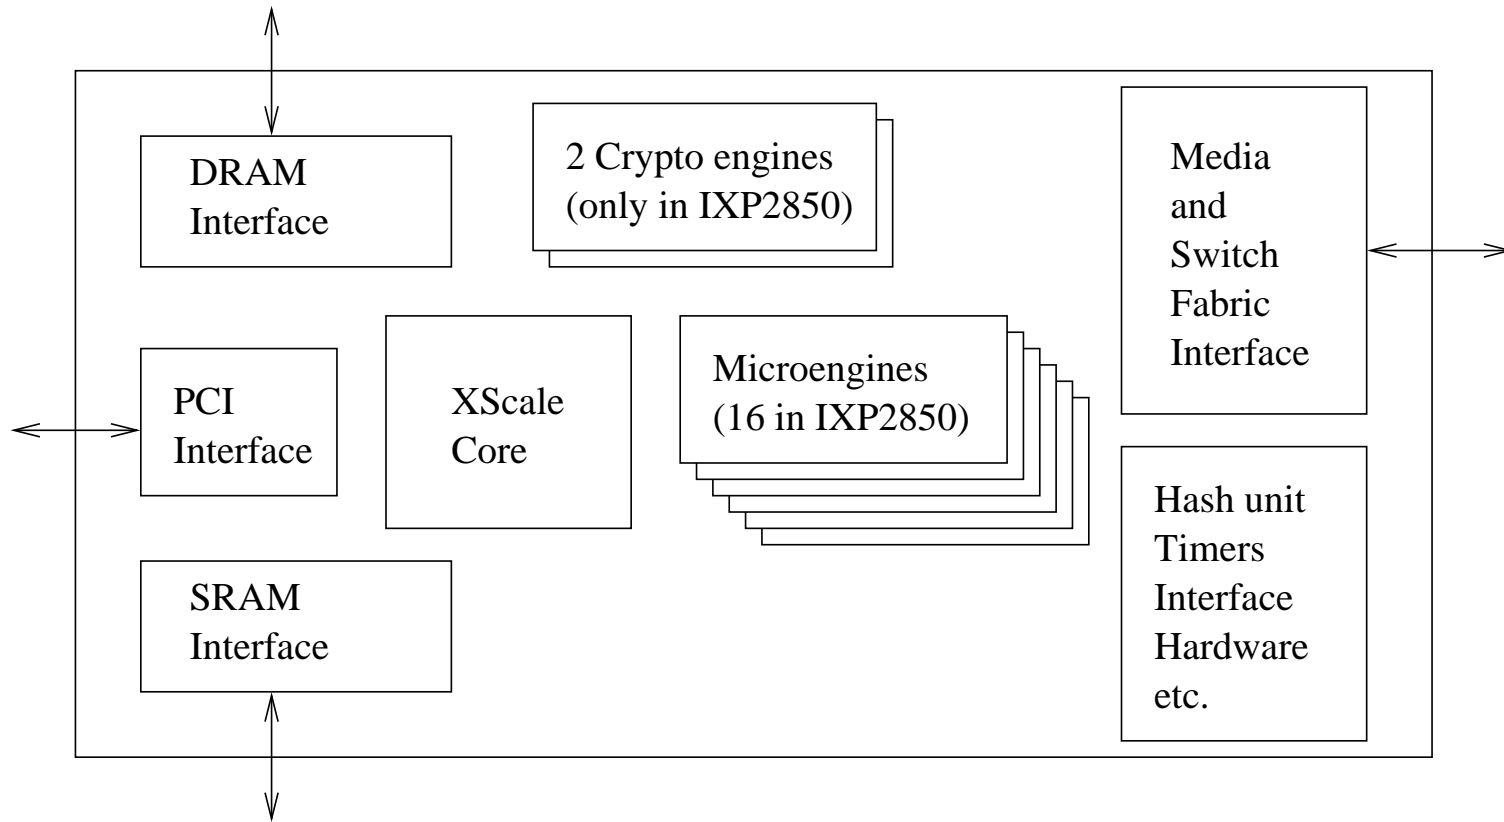 DRAM
Interface
2 Crypto engines
(only in IXP2850)
Media
and
Switch
Fabric
Interface
PCI
Interface
XScale
Core
Microengines
(16 in IXP2850)
SRAM
Interface
Hash unit
Timers
Interface
Hardware
etc.